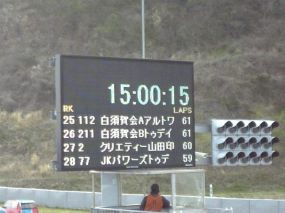 15:00:15
RK LAPS
25 112 白須賀会Aアルトワ 61
26 211 白須賀会Bトゥデイ 61
27 2 クリエティー山田印 60
28 77 JKパワーズトゥデ 59